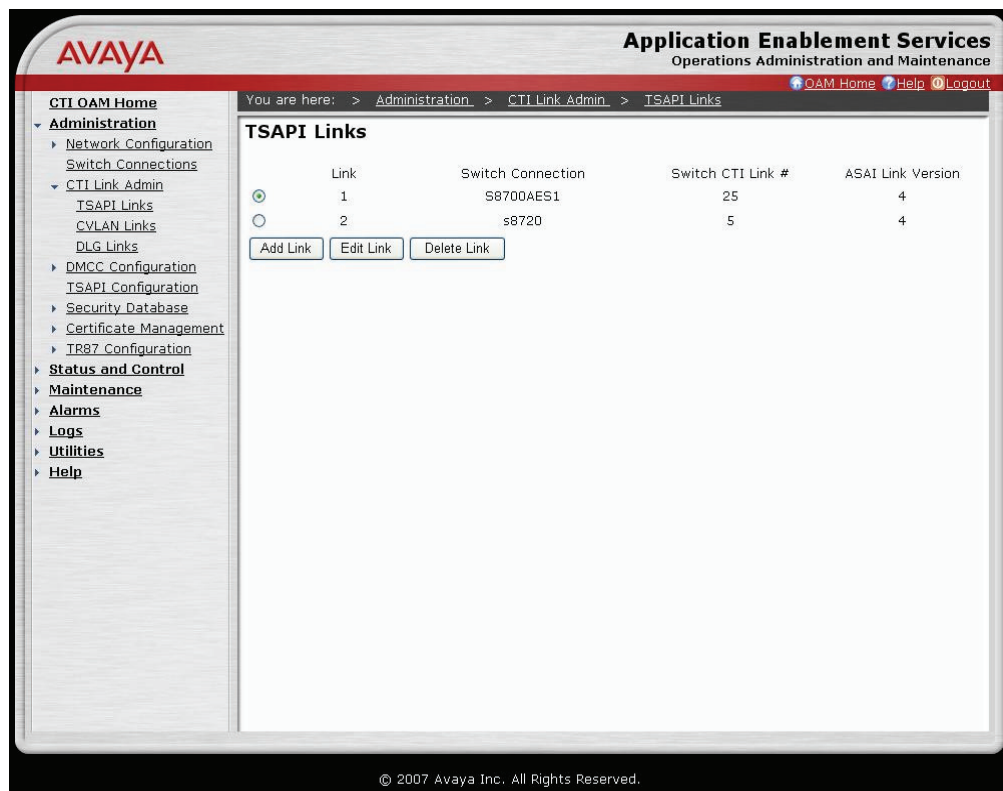 AVAYA
Application Enablement Services
Operations Administration and Maintenance
OAM Home Help Logout
CTI OAM Home
Administration
Network Configuration
Switch Connections
CTI Link Admin
TSAPI Links
CVLAN Links
DLG Links
DMCC Configuration
TSAPI Configuration
Security Database
Certificate Management
TR87 Configuration
Status and Control
Maintenance
Alarms
Logs
Utilities
Help
You are here: > Administration > CTI Link Admin > TSAPI Links
TSAPI Links
Link Switch Connection Switch CTI Link # ASAI Link Version
1 S8700AES1 25 4
2 s8720 5 4
Add Link Edit Link Delete Link
© 2007 Avaya Inc. All Rights Reserved.